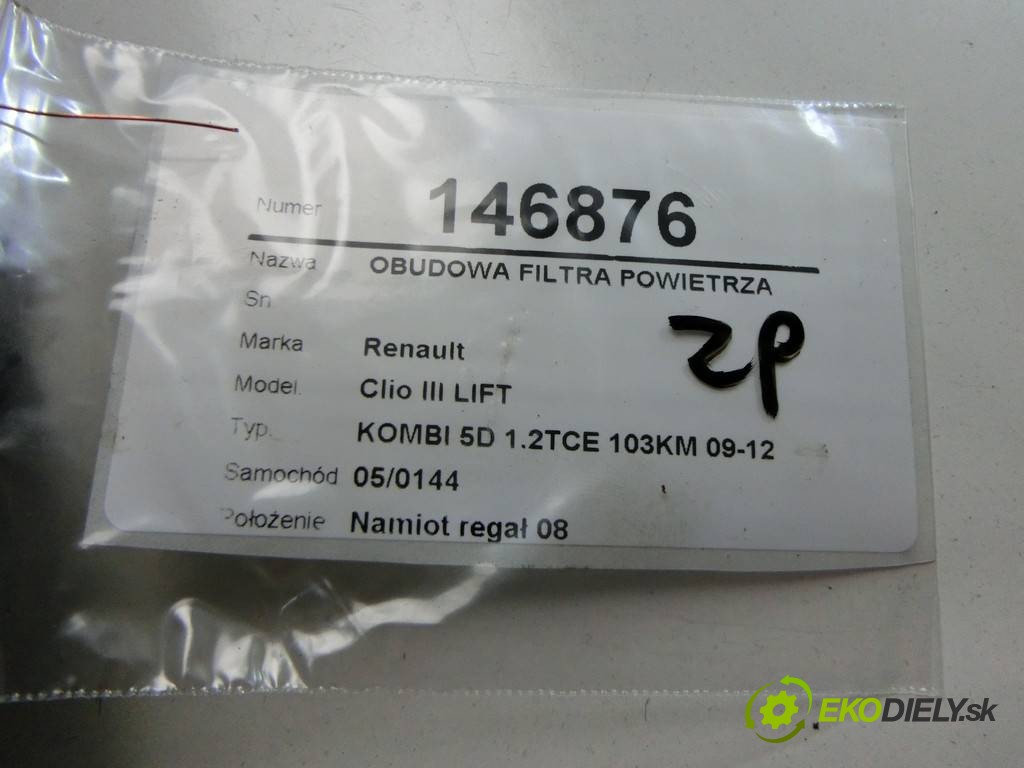 Numer 146876
Nazwa OBUDOWA FILTRA POWIETRZA
Sn
Marka Renault
Model. Clio III LIFT
Typ. KOMBI 5D 1.2TCE 103KM 09-12
Samochód 05/0144
Położenie Namiot regał 08
ZP
EKODIELY.sk